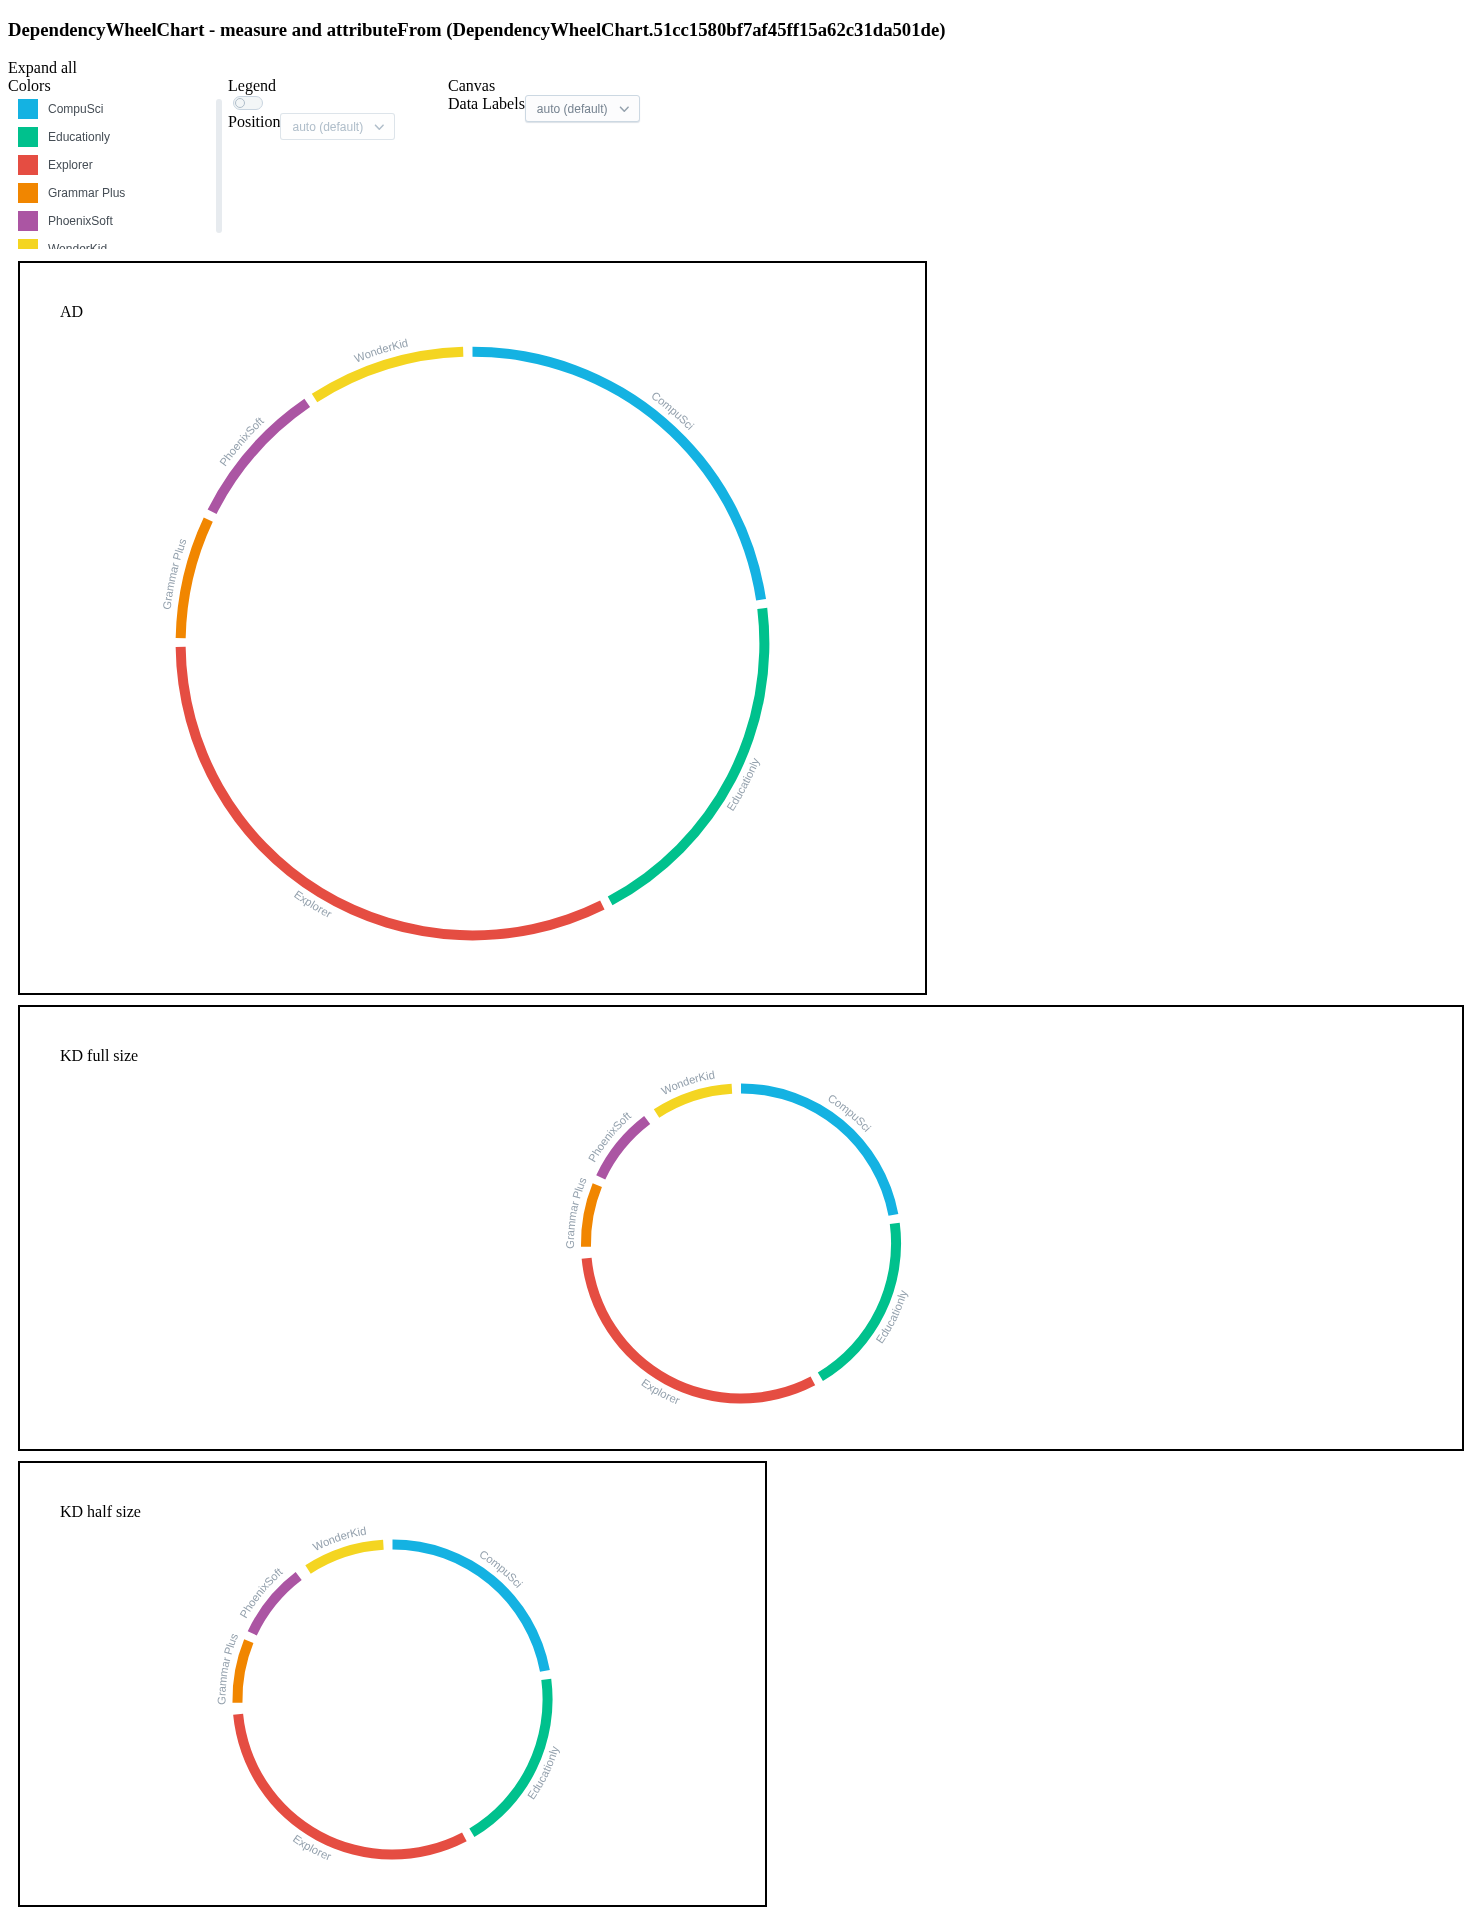 DependencyWheelChart - measure and attributeFrom (DependencyWheelChart.51cc1580bf7af45ff15a62c31da501de)
Expand all
Colors
CompuSci
Educationly
Explorer
Grammar Plus
PhoenixSoft
WonderKid
Legend
Position auto (default)
Canvas
Data Labels auto (default)
AD
WonderKid
CompuSci
PhoenixSoft
Grammar Plus
Educationly
Explorer
KD full size
WonderKid
CompuSci
PhoenixSoft
Grammar Plus
Educationly
Explorer
KD half size
WonderKid
CompuSci
PhoenixSoft
Grammar Plus
Educationly
Explorer